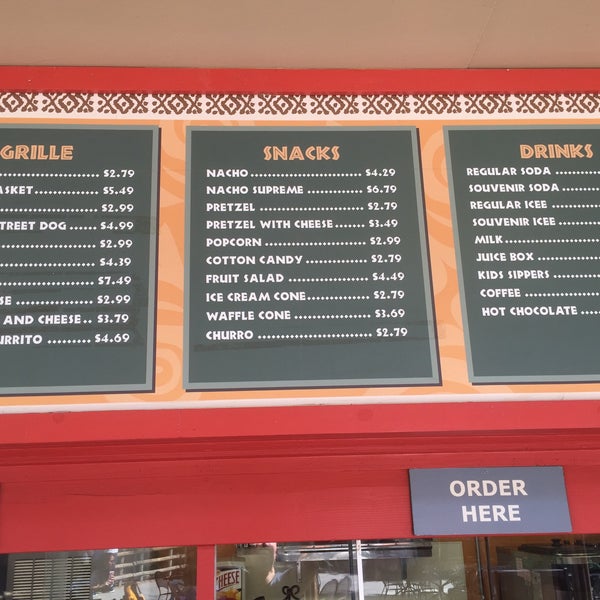 GRILLE
$2.79
ASKET $5.49
$2.99
TREET DOG $4.99
$2.99
$4.39
$7.49
SE $2.99
AND CHEESE $3.79
URRITO $4.69
SNACKS
NACHO $4.29
NACHO SUPREME $6.79
PRETZEL $2.79
PRETZEL WITH CHEESE $3.49
POPCORN $2.99
COTTON CANDY $2.79
FRUIT SALAD $4.49
ICE CREAM CONE $2.79
WAFFLE CONE $3.69
CHURRO $2.79
DRINKS
REGULAR SODA
SOUVENIR SODA
REGULAR ICEE
SOUVENIR ICEE
MILK
JUICE BOX
KIDS SIPPERS
COFFEE
HOT CHOCOLATE
ORDER
HERE
CHEESE